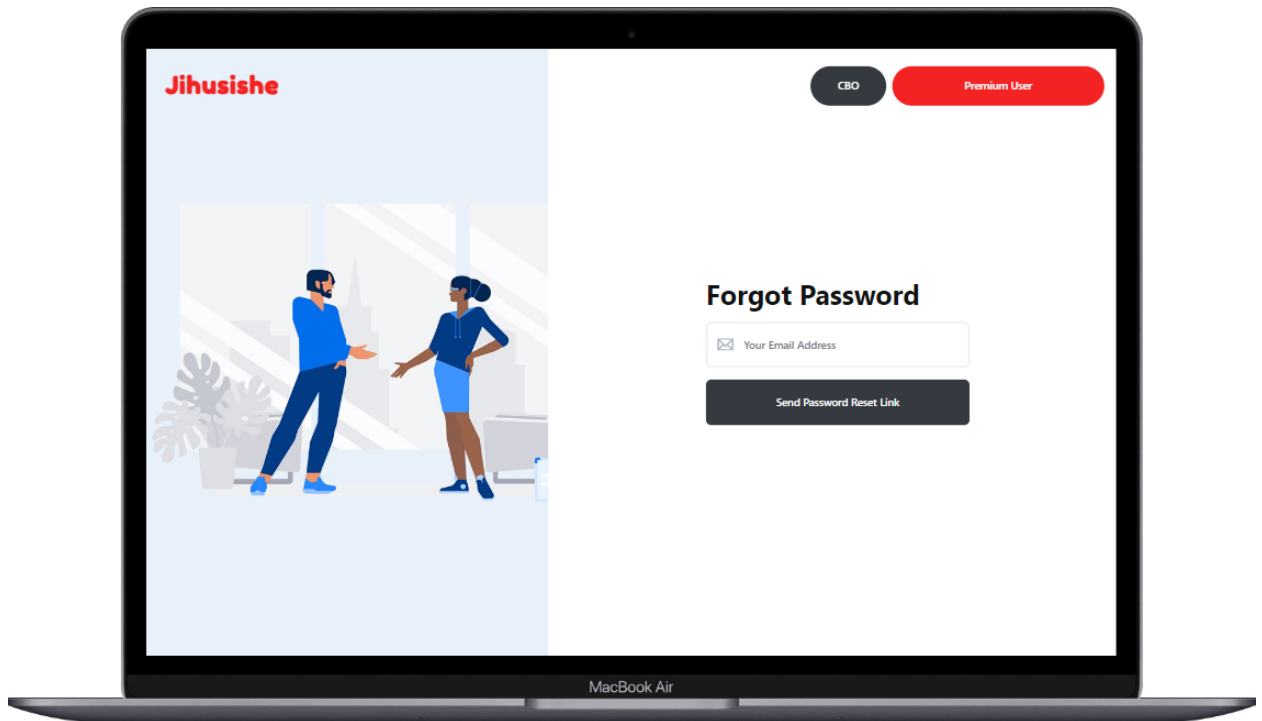 Jihusishe
CBO
Premium User
Forgot Password
Your Email Address
Send Password Reset Link
MacBook Air